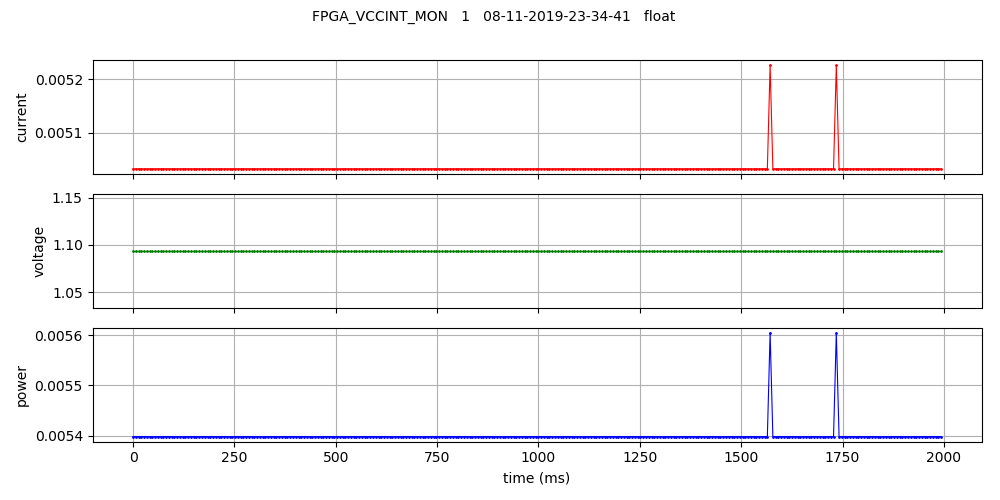 FPGA_VCCINT_MON   1   08-11-2019-23-34-41   float
0.0052
0.0051
current
1.15
1.10
1.05
voltage
0.0056
0.0055
0.0054
power
0 250 500 750 1000 1250 1500 1750 2000
time (ms)